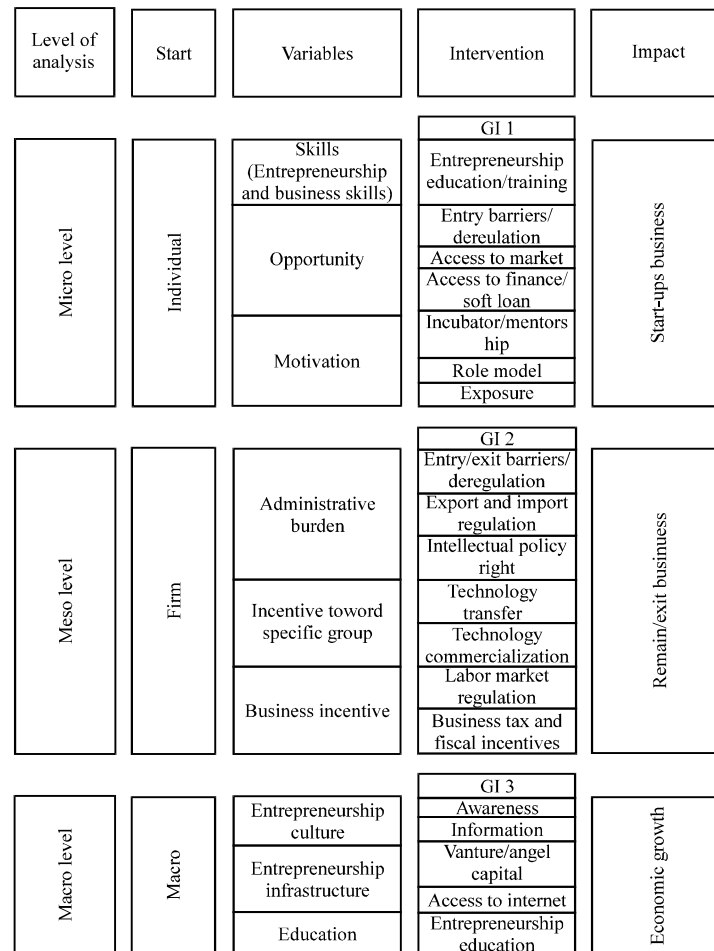 Level of
analysis
Start
Variables
Intervention
Impact
Micro level
Individual
Skills
(Entrepreneurship
and business skills)
Opportunity
Motivation
GI 1
Entrepreneurship
education/training
Entry barriers/
dereulation
Access to market
Access to finance/
soft loan
Incubator/mentors
hip
Role model
Exposure
Start-ups business
Meso level
Firm
Administrative
burden
Incentive toword
specific group
Business incentive
GI 2
Entry/exit barriers/
deregulation
Export and import
regulation
Intellectual policy
right
Technology
transfer
Technology
commercialization
Labor market
regulation
Business tax and
fiscal incentives
Remain/exit businuess
Macro level
Macro
Entrepreneurship
culture
Entrepreneurship
infrastructure
Education
GI 3
Awareness
Information
Vanture/angel
capital
Access to internet
Entrepreneurship
education
Economic growth